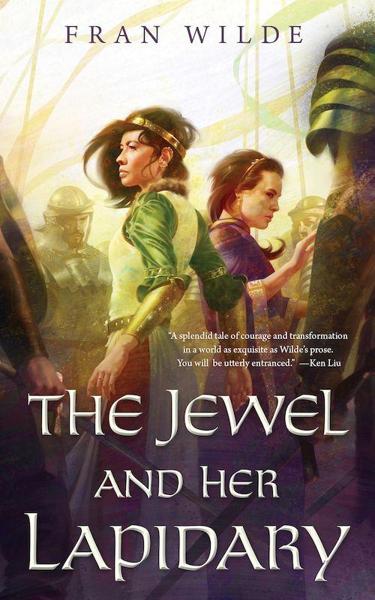 FRAN WILDE
"A splendid tale of courage and transformation
in a world as exquisite as Wilde's prose.
You will be utterly entranced." —Ken Liu
THE JEWEL
AND HER
LAPIDARY